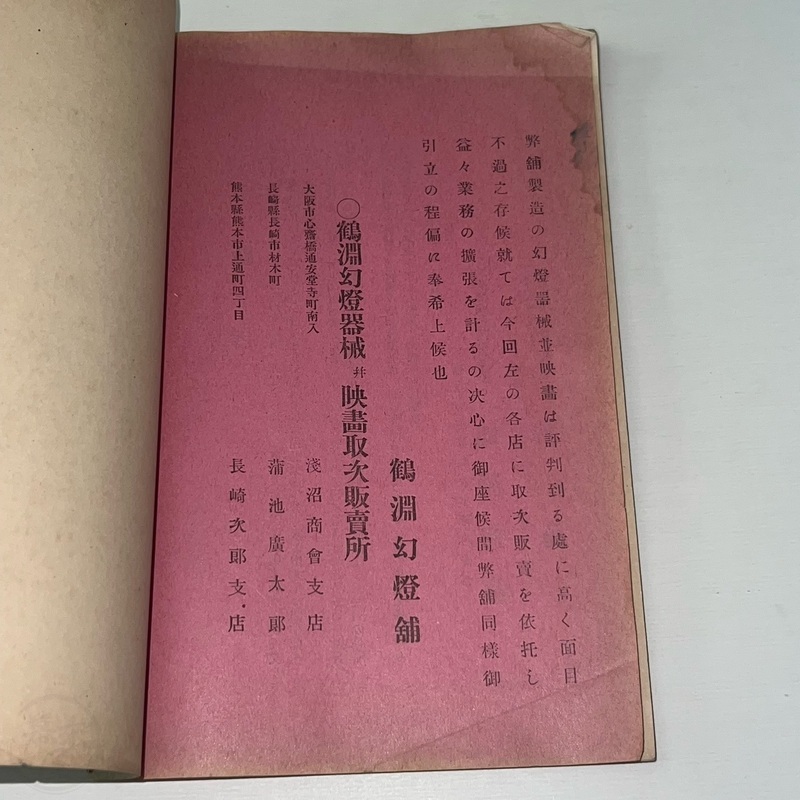 弊舗製造の幻燈器械並映畫は評判到る處に高く面目
不過之存候就ては今回左の各店に取次販賣を依托し
益々業務の擴張を計るの決心に御座候間弊舗同樣御
引立の程偏に奉希上候也
鶴淵幻燈舖
○鶴淵幻燈器械並映畫取次販賣所
大阪市心齋橋通安堂寺町南入 淺沼商會支店
長崎縣長崎市材木町 蒲池廣太郎
熊本縣熊本市上通町四丁目 長崎次郎支店